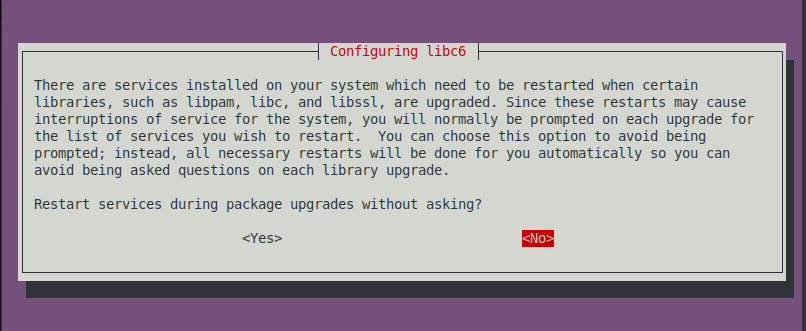 Configuring libc6
There are services installed on your system which need to be restarted when certain
libraries, such as libpam, libc, and libssl, are upgraded. Since these restarts may cause
interruptions of service for the system, you will normally be prompted on each upgrade for
the list of services you wish to restart.  You can choose this option to avoid being
prompted; instead, all necessary restarts will be done for you automatically so you can
avoid being asked questions on each library upgrade.
Restart services during package upgrades without asking?
<Yes> <No>